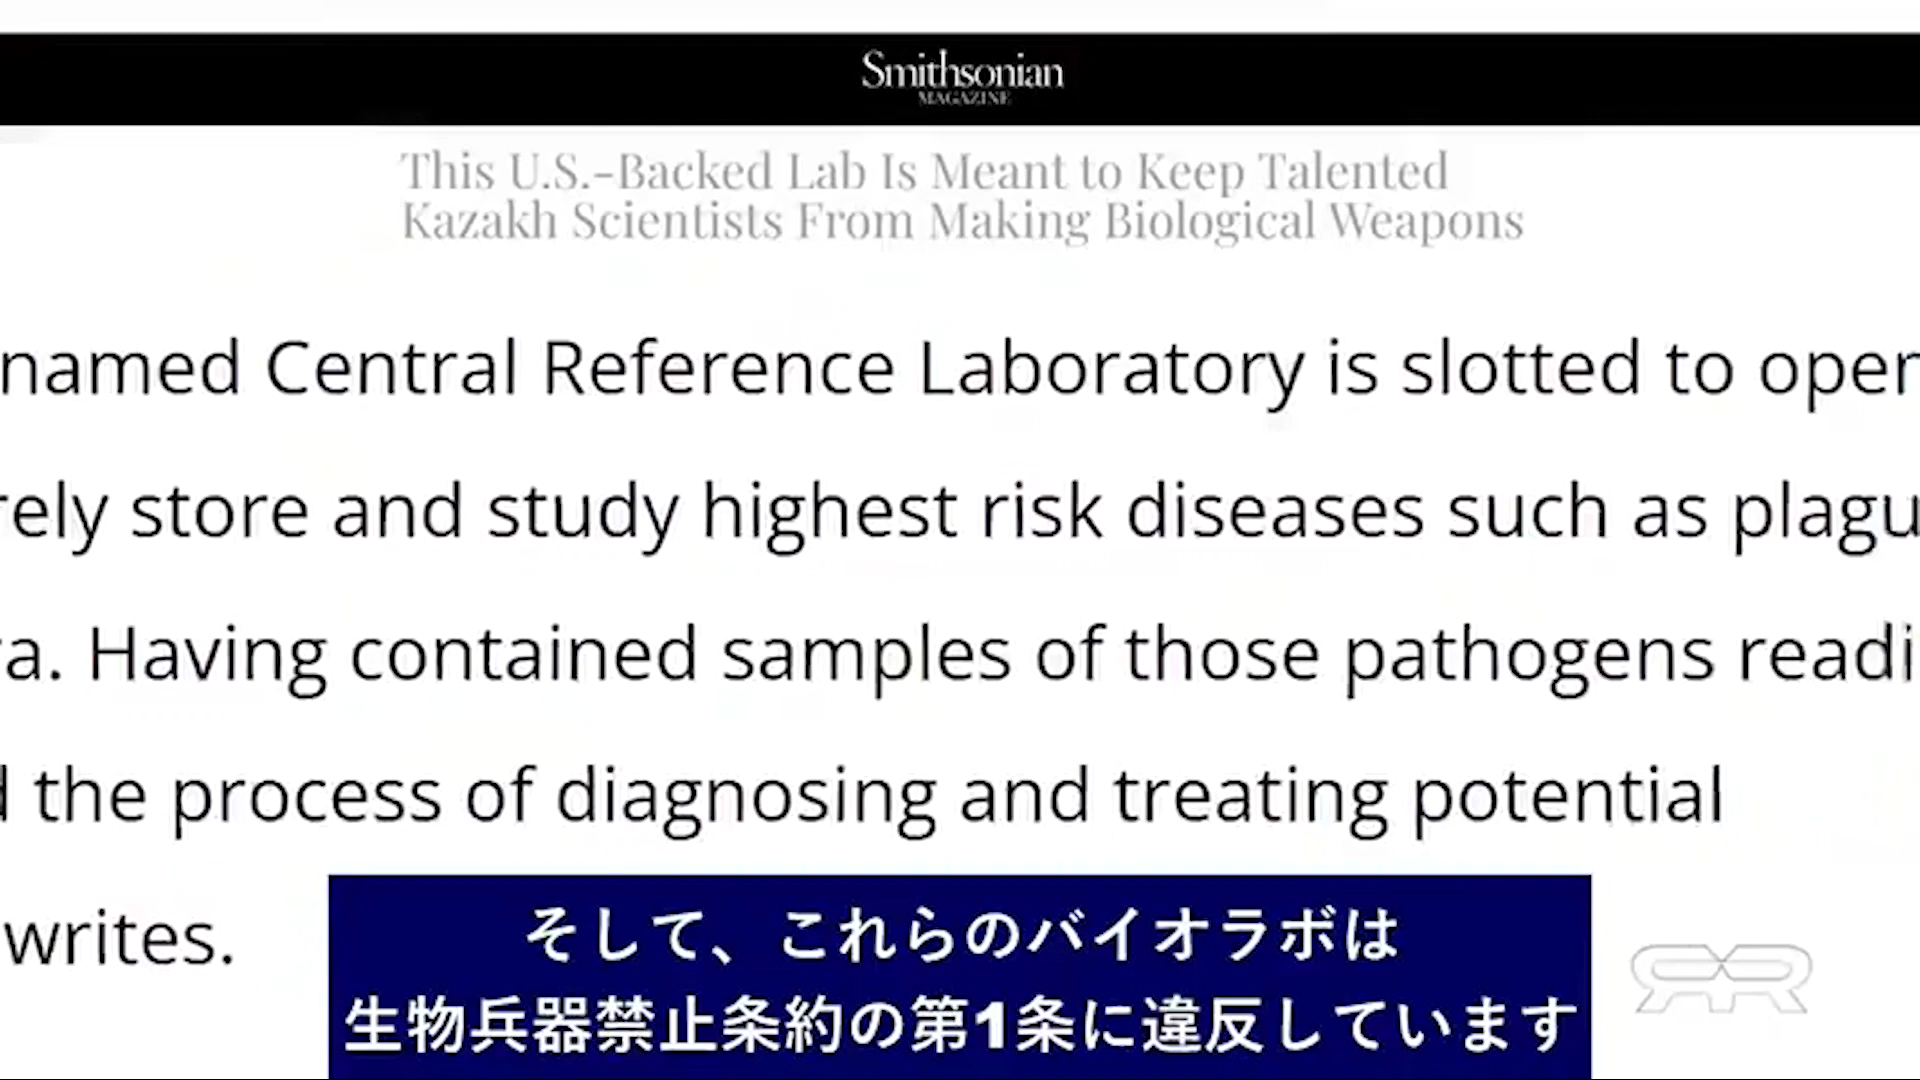 Smithsonian
MAGAZINE
This U.S.-Backed Lab Is Meant to Keep Talented
Kazakh Scientists From Making Biological Weapons
named Central Reference Laboratory is slotted to open
rely store and study highest risk diseases such as plagu
ra. Having contained samples of those pathogens readi
d the process of diagnosing and treating potential
writes.
そして、これらのバイオラボは
生物兵器禁止条約の第1条に違反しています